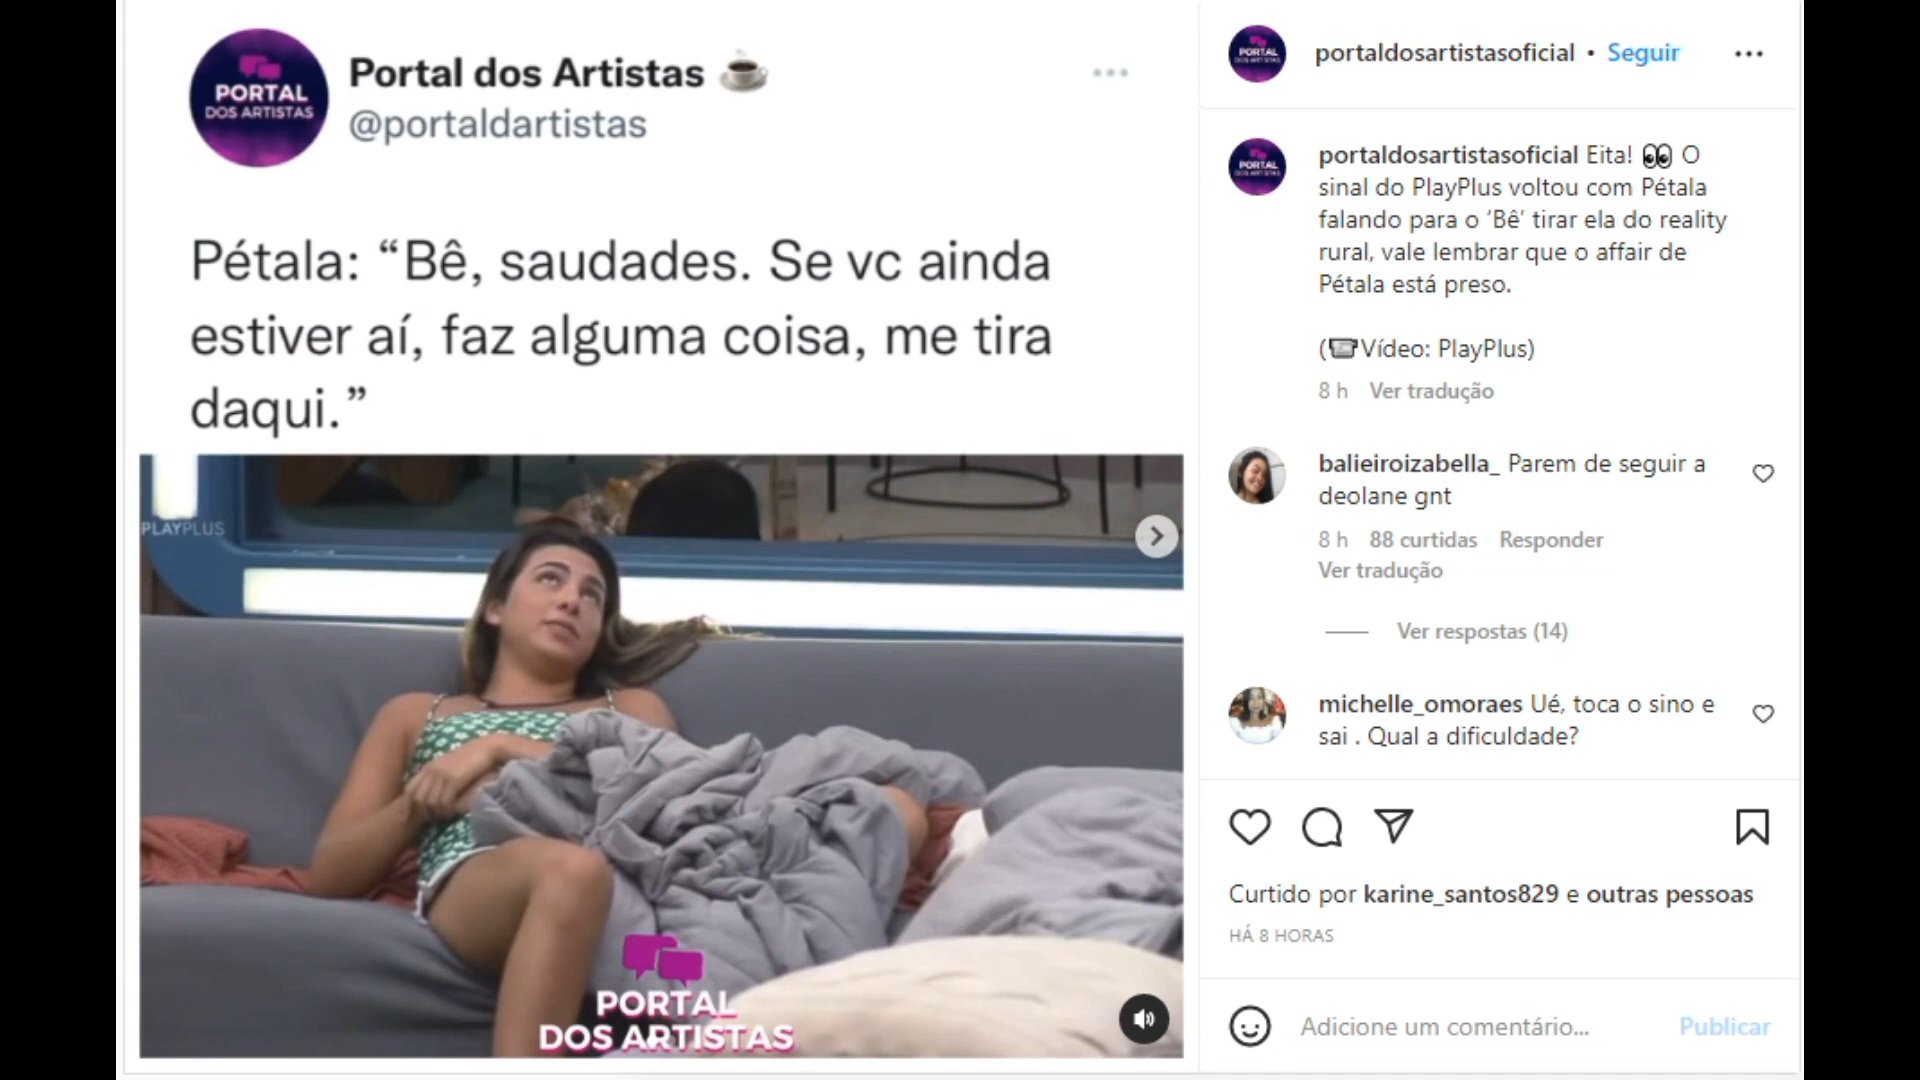 PORTAL
DOS ARTISTAS
Portal dos Artistas ☕
@portaldartistas
Pétala: “Bê, saudades. Se vc ainda
estiver aí, faz alguma coisa, me tira
daqui.”
PLAYPLUS
PORTAL
DOS ARTISTAS
PORTAL
DOS ARTISTAS
portaldosartistasoficial • Seguir
PORTAL
DOS ARTISTAS
portaldosartistasoficial Eita! 👀 O
sinal do PlayPlus voltou com Pétala
falando para o ‘Bê’ tirar ela do reality
rural, vale lembrar que o affair de
Pétala está preso.
(📽Vídeo: PlayPlus)
8 h Ver tradução
balieiroizabella_ Parem de seguir a
deolane gnt
8 h 88 curtidas Responder
Ver tradução
Ver respostas (14)
michelle_omoraes Ué, toca o sino e
sai . Qual a dificuldade?
Curtido por karine_santos829 e outras pessoas
HÁ 8 HORAS
Adicione um comentário... Publicar